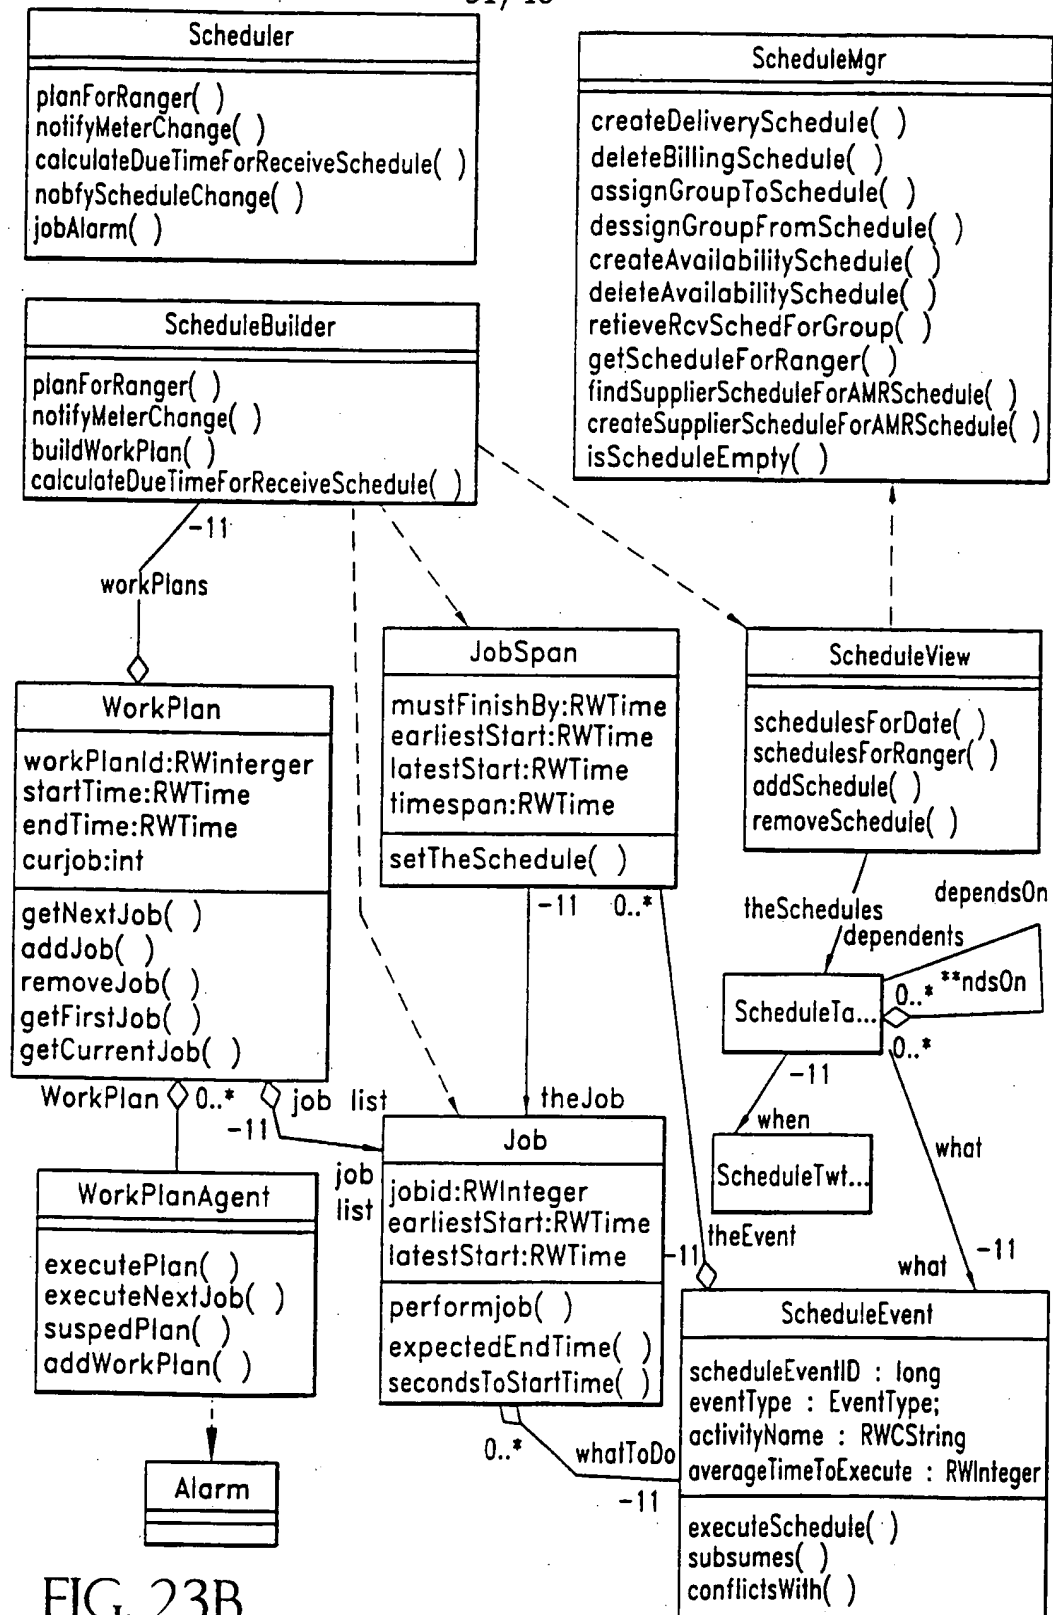 Scheduler
planForRanger( )
notifyMeterChange( )
calculateDueTimeForReceiveSchedule( )
nobfyScheduleChange( )
jobAlarm( )
ScheduleMgr
createDeliverySchedule( )
deleteBillingSchedule( )
assignGroupToSchedule( )
dessignGroupFromSchedule( )
createAvailabilitySchedule( )
deleteAvailabilitySchedule( )
retieveRcvSchedForGroup( )
getScheduleForRanger( )
findSupplierScheduleForAMRSchedule( )
createSupplierScheduleForAMRSchedule( )
isScheduleEmpty( )
ScheduleBuilder
planForRanger( )
notifyMeterChange( )
buildWorkPlan( )
calculateDueTimeForReceiveSchedule( )
-11
workPlans
WorkPlan
workPlanId:RWinterger
startTime:RWTime
endTime:RWTime
curjob:int
getNextJob( )
addJob( )
removeJob( )
getFirstJob( )
getCurrentJob( )
JobSpan
mustFinishBy:RWTime
earliestStart:RWTime
latestStart:RWTime
timespan:RWTime
setTheSchedule( )
-11 0..*
ScheduleView
schedulesForDate( )
schedulesForRanger( )
addSchedule( )
removeSchedule( )
theSchedules
dependsOn
dependents
ScheduleTa...
0..* **ndsOn
0..*
-11
when
ScheduleTwt...
what
-11
what
WorkPlan 0..* job list
-11
job
list
theJob
WorkPlanAgent
executePlan( )
executeNextJob( )
suspedPlan( )
addWorkPlan( )
Alarm
Job
jobid:RWInteger
earliestStart:RWTime
latestStart:RWTime
performjob( )
expectedEndTime( )
secondsToStartTime( )
0..* whatToDo
-11
theEvent
-11
ScheduleEvent
scheduleEventID : long
eventType : EventType;
activityName : RWCString
averageTimeToExecute : RWInteger
executeSchedule( )
subsumes( )
conflictsWith( )
FIG. 23B